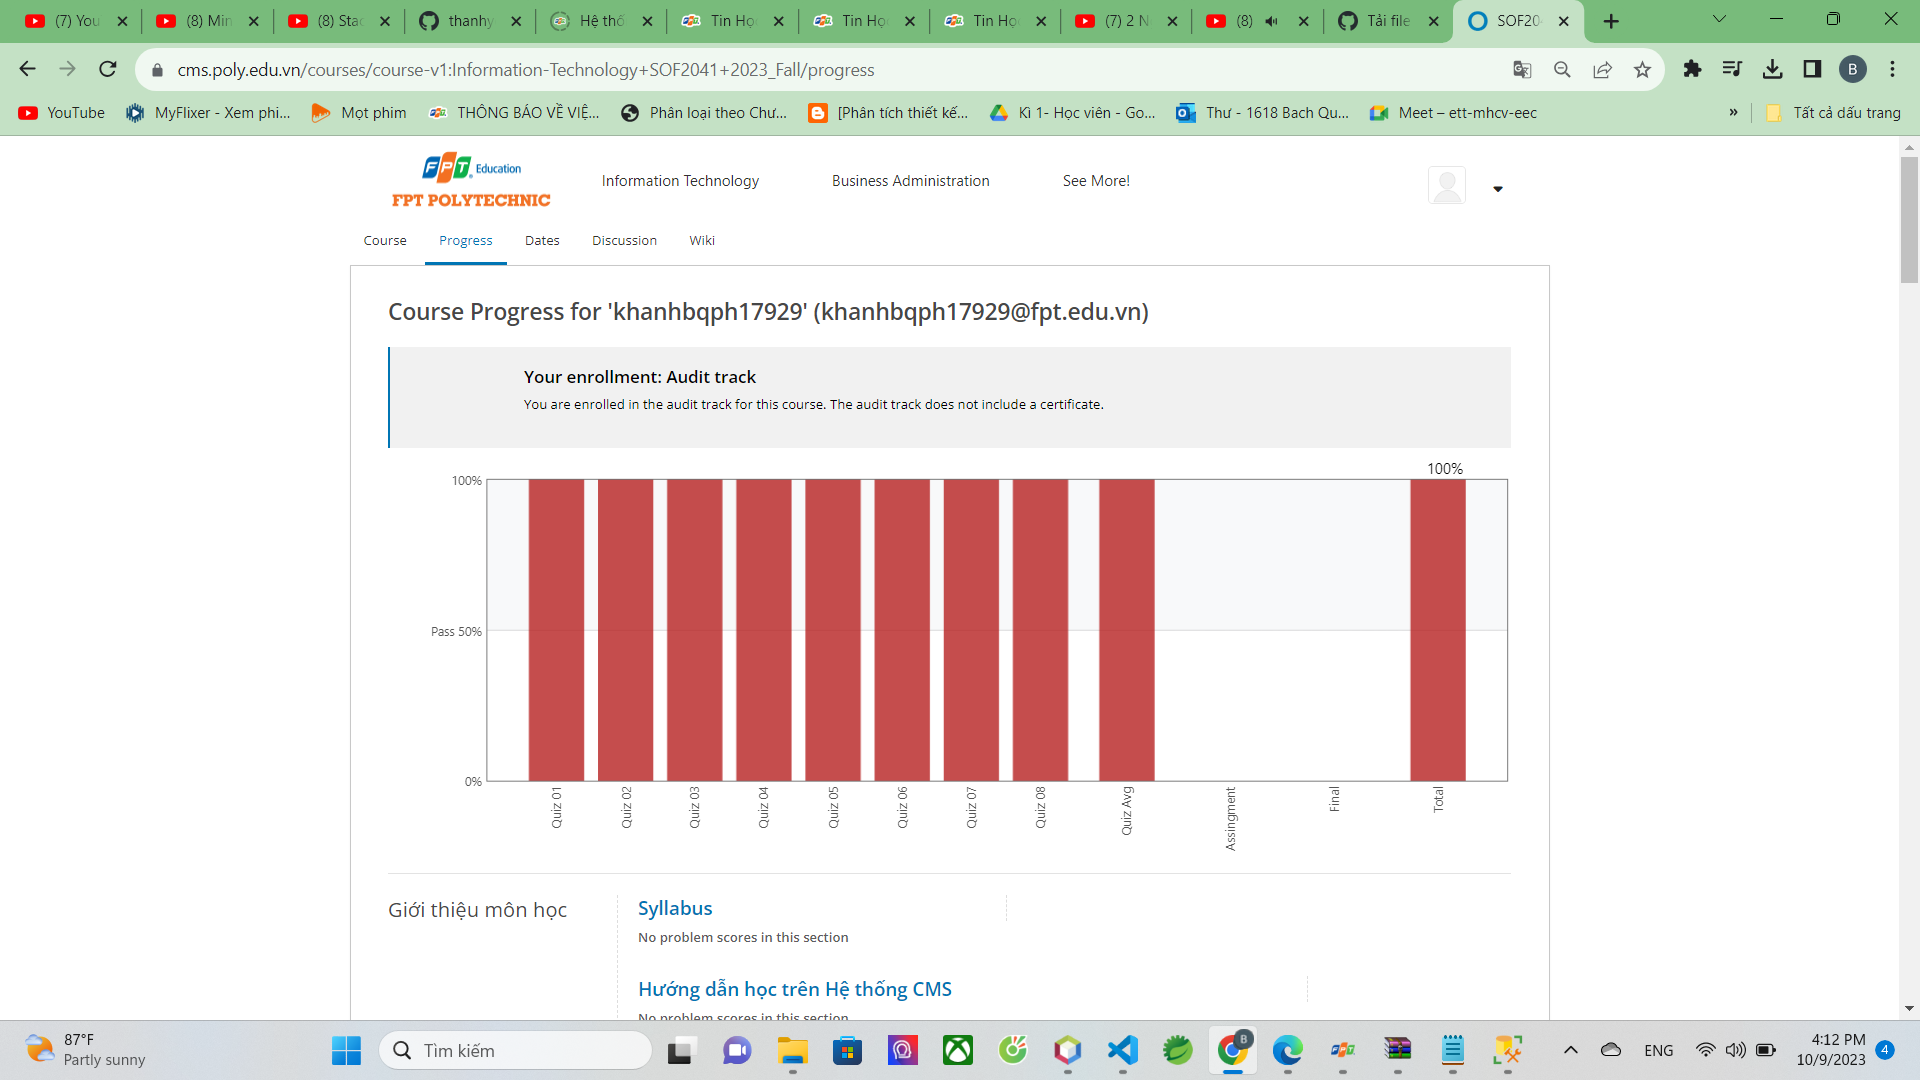 (7) You
(8) Min
(8) Stac
thanhy
Hệ thố
Tin Học
Tin Học
Tin Học
(7) 2 N
(8)
Tải file
SOF20
cms.poly.edu.vn/courses/course-v1:Information-Technology+SOF2041+2023_Fall/progress
B
YouTube
MyFlixer - Xem phi...
Mọt phim
THÔNG BÁO VỀ VIỆ...
Phân loại theo Chư...
[Phân tích thiết kế...
Kì 1- Học viên - Go...
Thư - 1618 Bach Qu...
Meet – ett-mhcv-eec
»
Tất cả dấu trang
FPT Education
FPT POLYTECHNIC
Information Technology
Business Administration
See More!
Course
Progress
Dates
Discussion
Wiki
Course Progress for 'khanhbqph17929' (khanhbqph17929@fpt.edu.vn)
Your enrollment: Audit track
You are enrolled in the audit track for this course. The audit track does not include a certificate.
100%
100%
Pass 50%
0%
Quiz 01
Quiz 02
Quiz 03
Quiz 04
Quiz 05
Quiz 06
Quiz 07
Quiz 08
Quiz Avg
Assingment
Final
Total
Giới thiệu môn học
Syllabus
No problem scores in this section
Hướng dẫn học trên Hệ thống CMS
No problem scores in this section
87°F
Partly sunny
Tìm kiếm
B
ENG
4:12 PM
10/9/2023
4